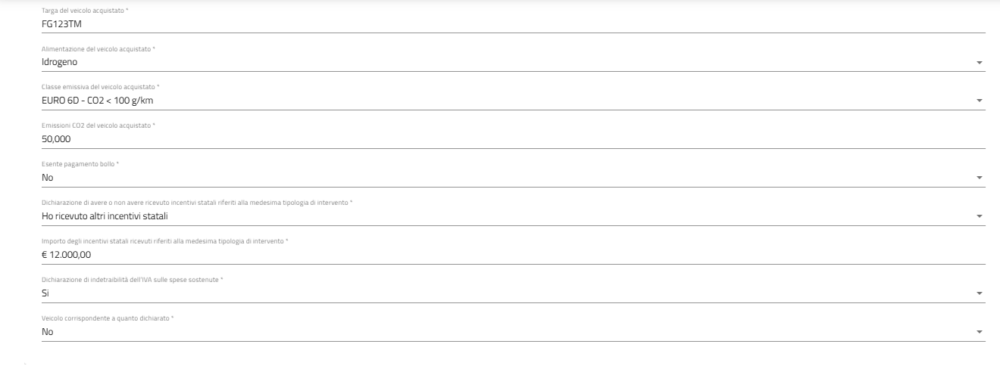 Targa del veicolo acquistato *
FG123TM
Alimentazione del veicolo acquistato *
Idrogeno
Classe emissiva del veicolo acquistato *
EURO 6D - CO2 < 100 g/km
Emissioni CO2 del veicolo acquistato *
50,000
Esente pagamento bollo *
No
Dichiarazione di avere o non avere ricevuto incentivi statali riferiti alla medesima tipologia di intervento *
Ho ricevuto altri incentivi statali
Importo degli incentivi statali ricevuti riferiti alla medesima tipologia di intervento *
€ 12.000,00
Dichiarazione di indetraibilità dell'IVA sulle spese sostenute *
Si
Veicolo corrispondente a quanto dichiarato *
No